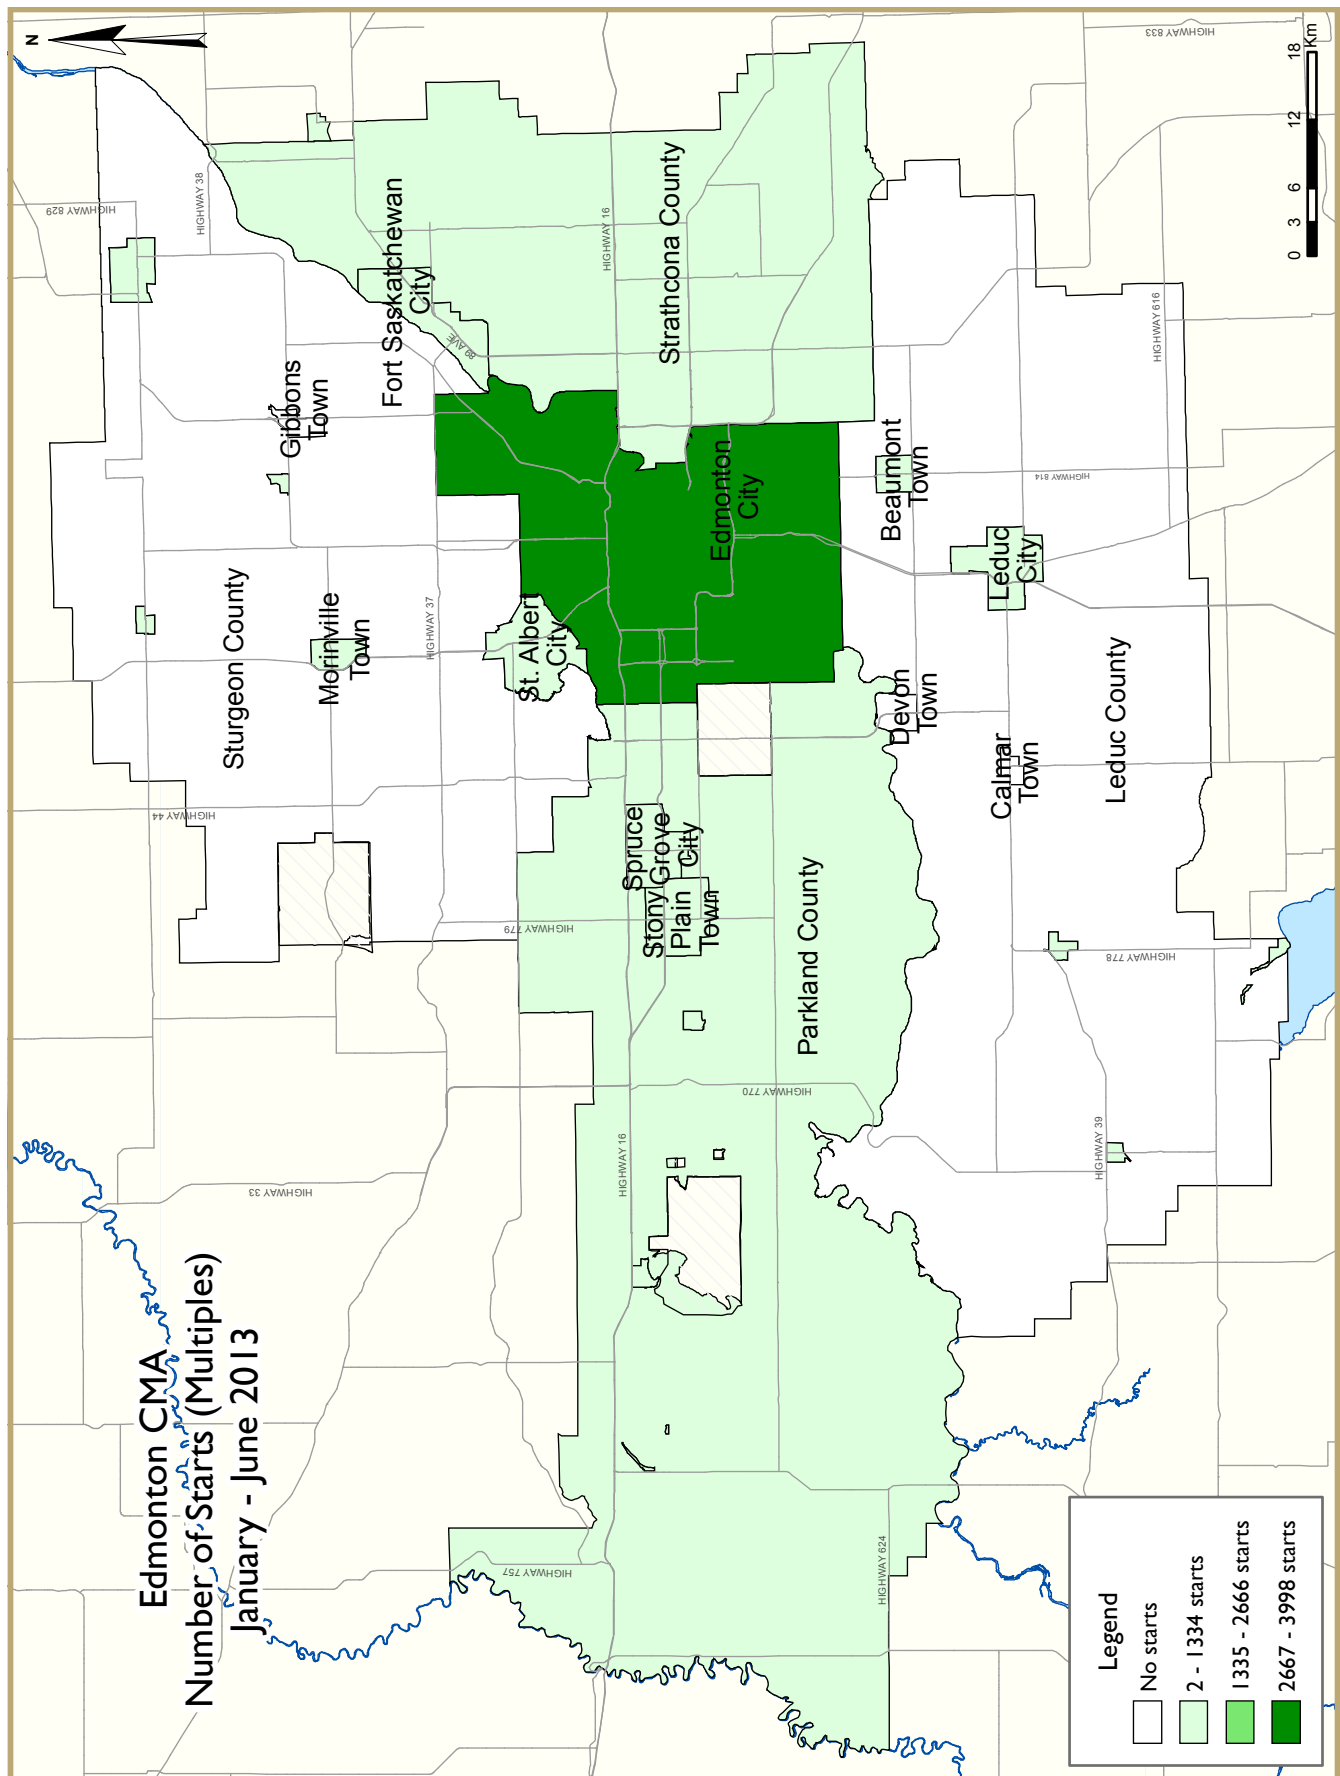 Edmonton CMA
Number of Starts (Multiples)
January - June 2013
N
HIGHWAY 829
HIGHWAY 38
HIGHWAY 833
Fort Saskatchewan
City
Gibbons
Town
89 AVE
HIGHWAY 16
Strathcona County
Sturgeon County
Morinville
Town
HIGHWAY 37
St. Albert
City
Edmonton
City
Beaumont
Town
HIGHWAY 814
HIGHWAY 616
Leduc
City
HIGHWAY 44
Devon
Town
Calmar
Town
Leduc County
Spruce
Grove
City
Stony
Plain
Town
HIGHWAY 779
Parkland County
HIGHWAY 778
HIGHWAY 770
HIGHWAY 33
HIGHWAY 16
HIGHWAY 39
HIGHWAY 757
HIGHWAY 624
0 3 6 12 18
Km
Legend
No starts
2 - 1334 starts
1335 - 2666 starts
2667 - 3998 starts